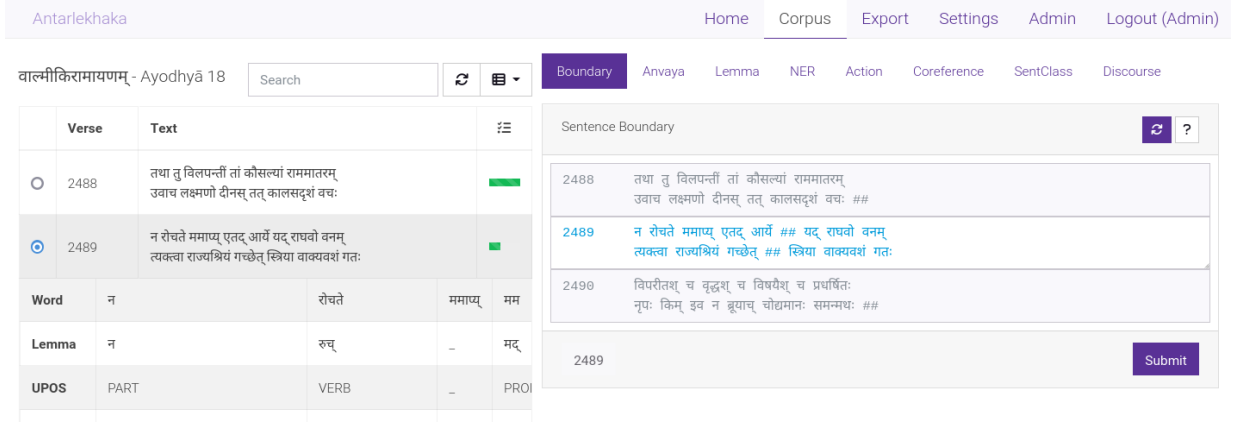 Antarlekhaka
Home Corpus Export Settings Admin Logout (Admin)
वाल्मीकिरामायणम् - Ayodhyā 18
Search
Boundary Anvaya Lemma NER Action Coreference SentClass Discourse
Verse Text
2488 तथा तु विलपन्तीं तां कौसल्यां राममातरम्
उवाच लक्ष्मणो दीनस् तत् कालसदृशं वचः
2489 न रोचते ममाप्य् एतद् आर्ये यद् राघवो वनम्
त्यक्त्वा राज्यश्रियं गच्छेत् स्त्रिया वाक्यवशं गतः
Word न रोचते ममाप्य् मम
Lemma न रुच् _ मद्
UPOS PART VERB _ PROI
Sentence Boundary
?
2488 तथा तु विलपन्तीं तां कौसल्यां राममातरम्
उवाच लक्ष्मणो दीनस् तत् कालसदृशं वचः ##
2489 न रोचते ममाप्य् एतद् आर्ये ## यद् राघवो वनम्
त्यक्त्वा राज्यश्रियं गच्छेत् ## स्त्रिया वाक्यवशं गतः
2490 विपरीतश् च वृद्धश् च विषयैश् च प्रधर्षितः
नृपः किम् इव न ब्रूयाच् चोद्यमानः समन्मथः ##
2489
Submit